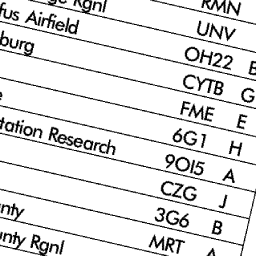 Rgnl RMN
fus Airfield UNV
burg OH22
CYTB G
FME E
tation Research 6G1 H
9OI5 A
CZG J
nty 3G6 B
unty Rgnl MRT A